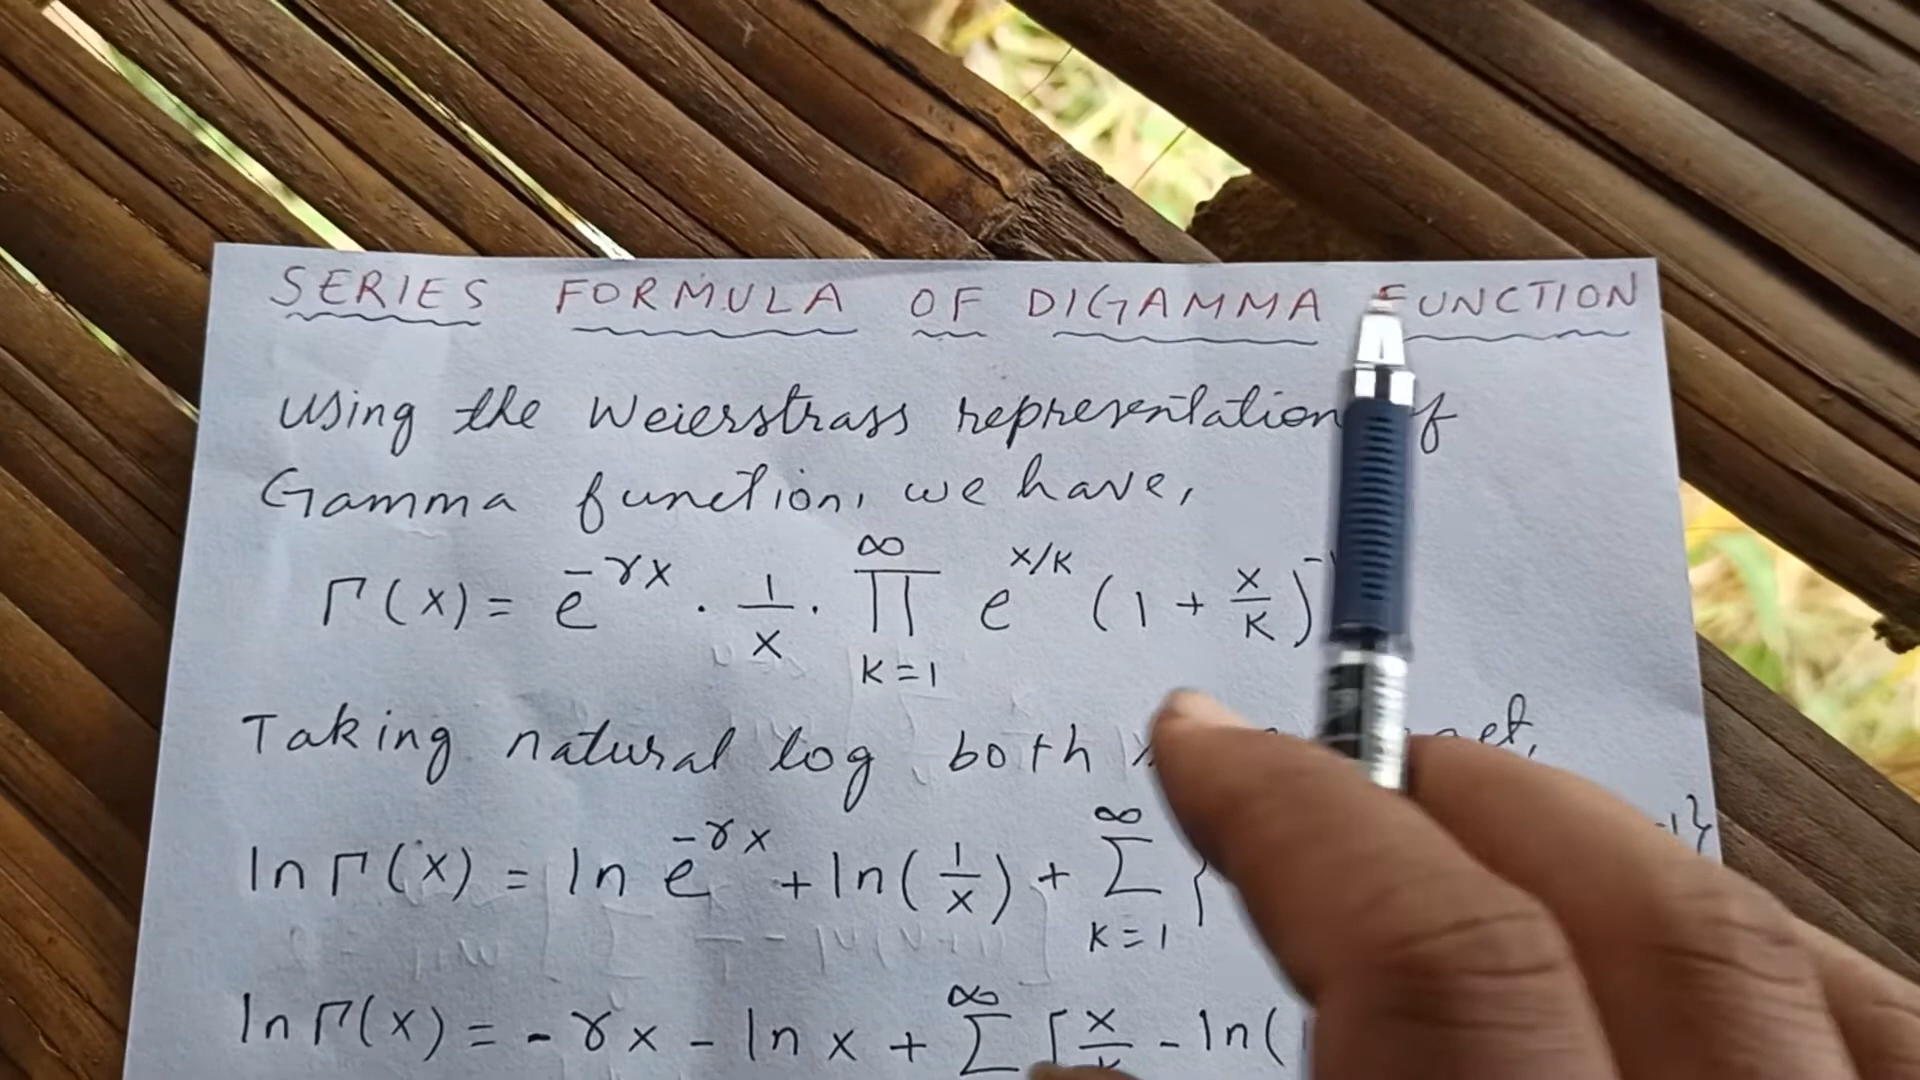 SERIES FORMULA OF DIGAMMA FUNCTION
Using the Weierstrass representation of
Gamma function, we have,
Γ(x) = e^{-γx} · 1/x · ∏_{k=1}^{∞} e^{x/k} (1 + x/k)^-
Taking natural log both
ln Γ(x) = ln e^{-γx} + ln(1/x) + ∑_{k=1}^{∞} {
ln Γ(x) = -γx - ln x + ∑^{∞} [x/k - ln(